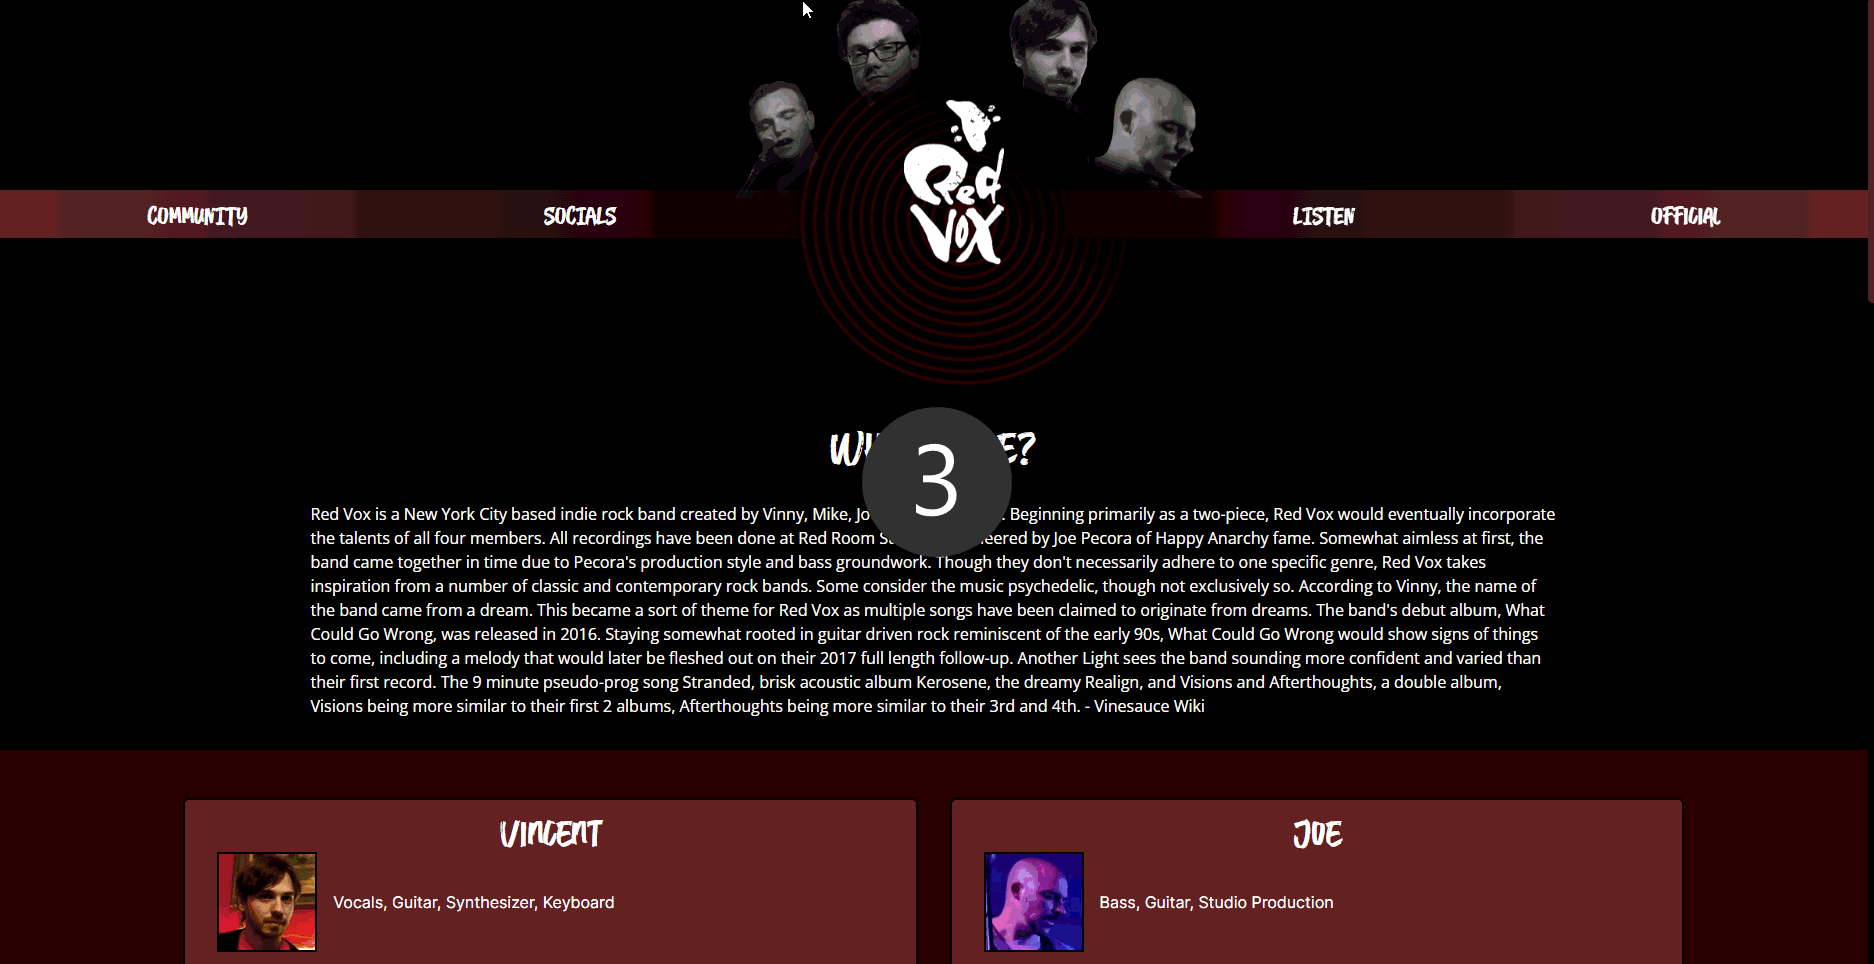 Red
VOX
COMMUNITY
SOCIALS
LISTEN
OFFICIAL
E?
3
Red Vox is a New York City based indie rock band created by Vinny, Mike, Jo . Beginning primarily as a two-piece, Red Vox would eventually incorporate
the talents of all four members. All recordings have been done at Red Room S neered by Joe Pecora of Happy Anarchy fame. Somewhat aimless at first, the
band came together in time due to Pecora's production style and bass groundwork. Though they don't necessarily adhere to one specific genre, Red Vox takes
inspiration from a number of classic and contemporary rock bands. Some consider the music psychedelic, though not exclusively so. According to Vinny, the name of
the band came from a dream. This became a sort of theme for Red Vox as multiple songs have been claimed to originate from dreams. The band's debut album, What
Could Go Wrong, was released in 2016. Staying somewhat rooted in guitar driven rock reminiscent of the early 90s, What Could Go Wrong would show signs of things
to come, including a melody that would later be fleshed out on their 2017 full length follow-up. Another Light sees the band sounding more confident and varied than
their first record. The 9 minute pseudo-prog song Stranded, brisk acoustic album Kerosene, the dreamy Realign, and Visions and Afterthoughts, a double album,
Visions being more similar to their first 2 albums, Afterthoughts being more similar to their 3rd and 4th. - Vinesauce Wiki
VINCENT
Vocals, Guitar, Synthesizer, Keyboard
JOE
Bass, Guitar, Studio Production